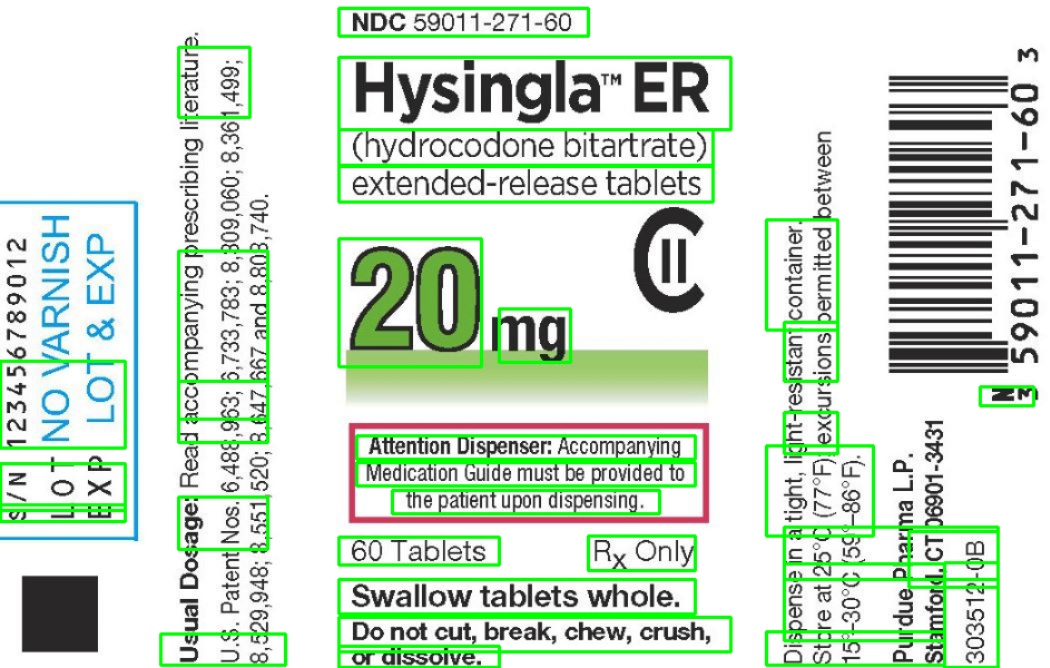 S/N 123456789012
LOT NO VARNISH
EXP LOT & EXP
Usual Dosage: Read accompanying prescribing literature.
U.S. Patent Nos. 6,488,963; 6,733,783; 8,309,060; 8,361,499;
8,529,948; 8,551,520; 8,647,667 and 8,803,740.
NDC 59011-271-60
Hysingla™ ER
(hydrocodone bitartrate)
extended-release tablets
CII
20 mg
Attention Dispenser: Accompanying
Medication Guide must be provided to
the patient upon dispensing.
60 Tablets
Rx Only
Swallow tablets whole.
Do not cut, break, chew, crush,
or dissolve.
Dispense in a tight, light-resistant container.
Store at 25°C (77°F); excursions permitted between
15°–30°C (59°–86°F).
Purdue Pharma L.P.
Stamford, CT 06901-3431
303512-0B
N
3 59011-271-60 3